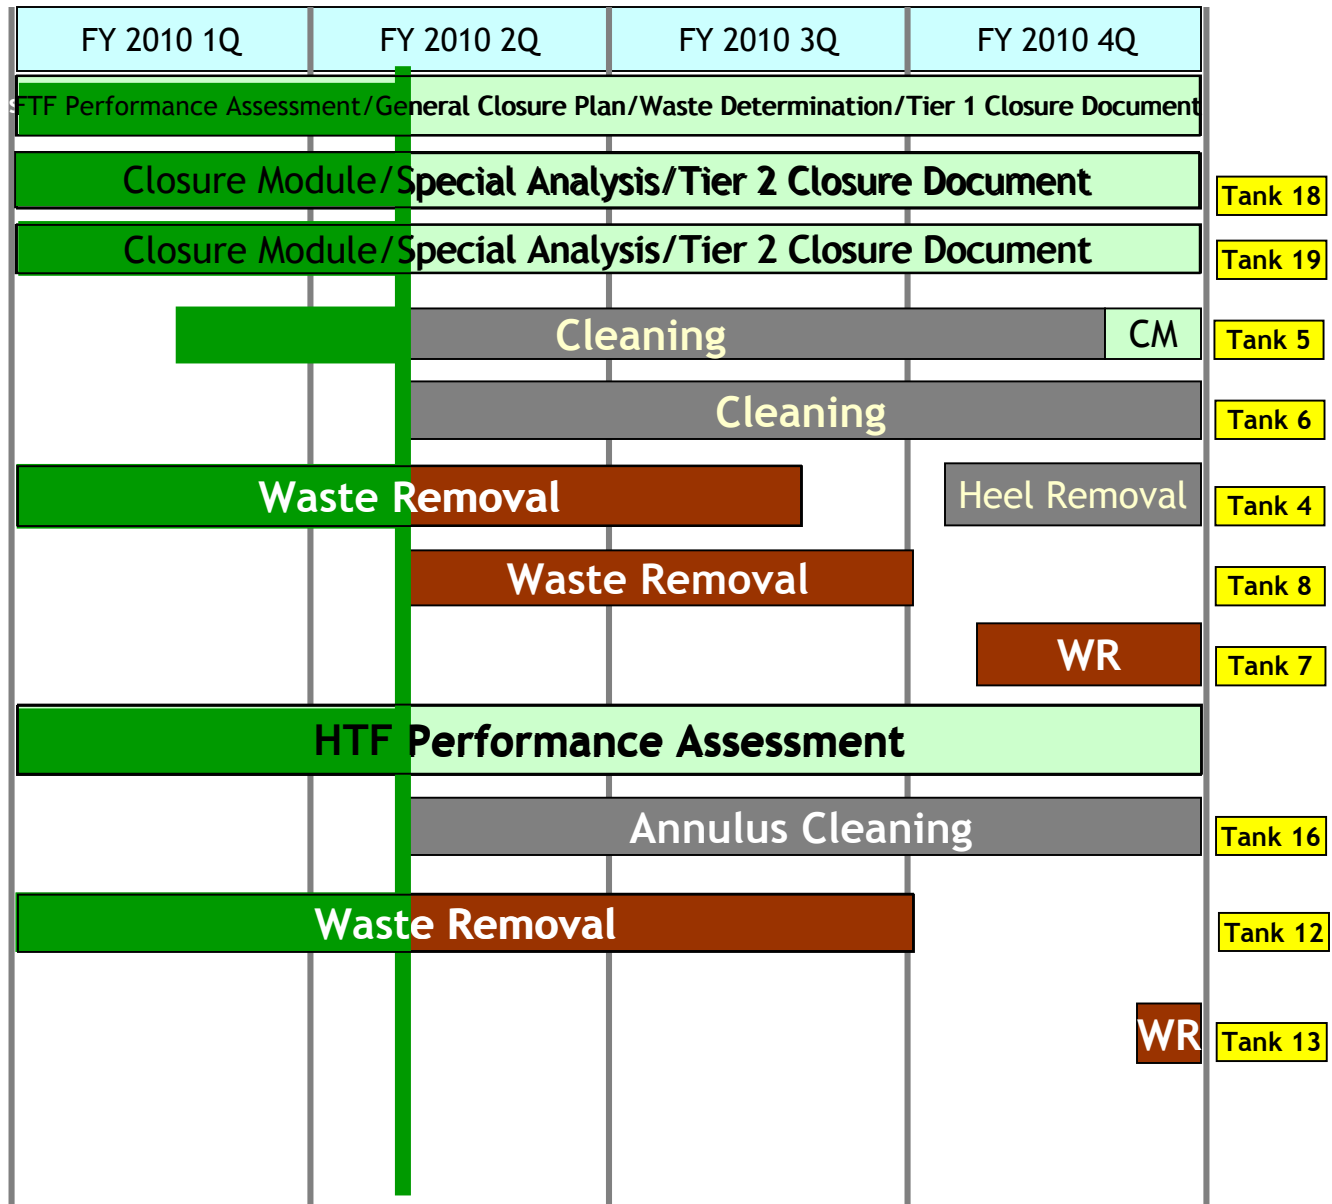 FY 2010 1Q FY 2010 2Q FY 2010 3Q FY 2010 4Q
sFTF Performance Assessment/General Closure Plan/Waste Determination/Tier 1 Closure Document
Closure Module/Special Analysis/Tier 2 Closure Document Tank 18
Closure Module/Special Analysis/Tier 2 Closure Document Tank 19
Cleaning CM Tank 5
Cleaning Tank 6
Waste Removal Heel Removal Tank 4
Waste Removal Tank 8
WR Tank 7
HTF Performance Assessment
Annulus Cleaning Tank 16
Waste Removal Tank 12
WR Tank 13